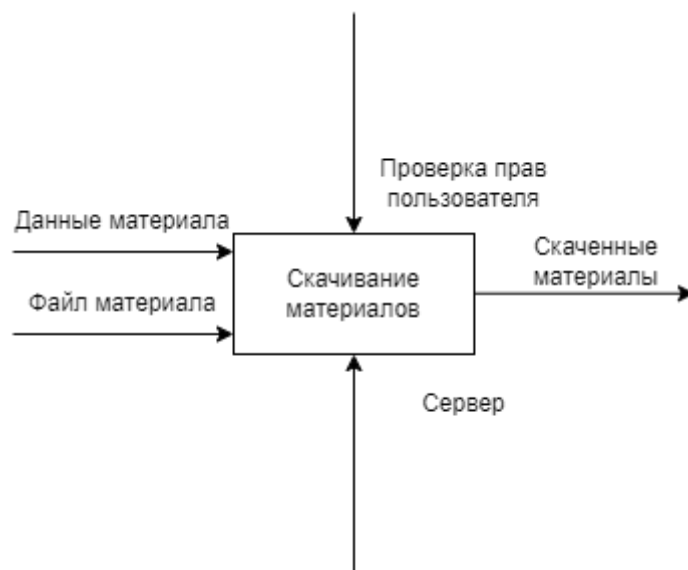 Проверка прав
пользователя
Данные материала
Скаченные
материалы
Скачивание
материалов
Файл материала
Сервер